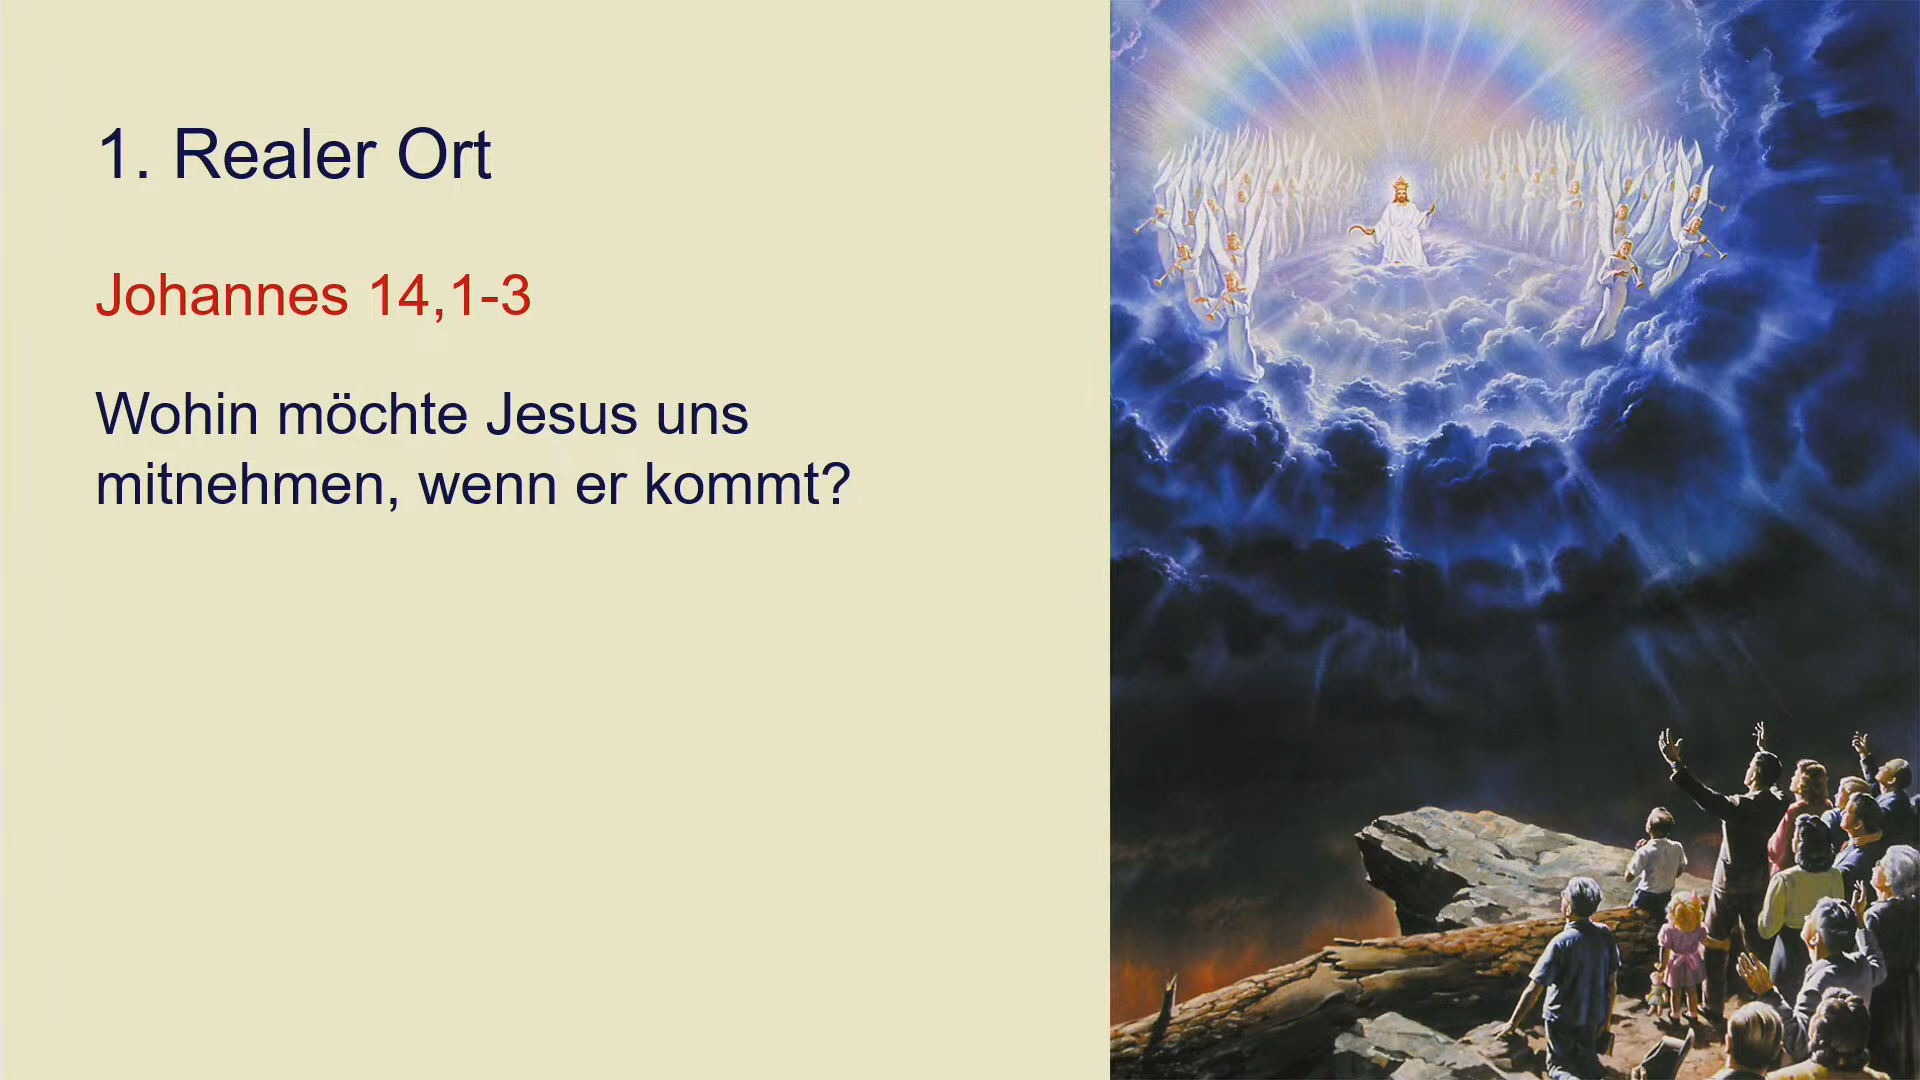 1. Realer Ort
Johannes 14,1-3
Wohin möchte Jesus uns
mitnehmen, wenn er kommt?